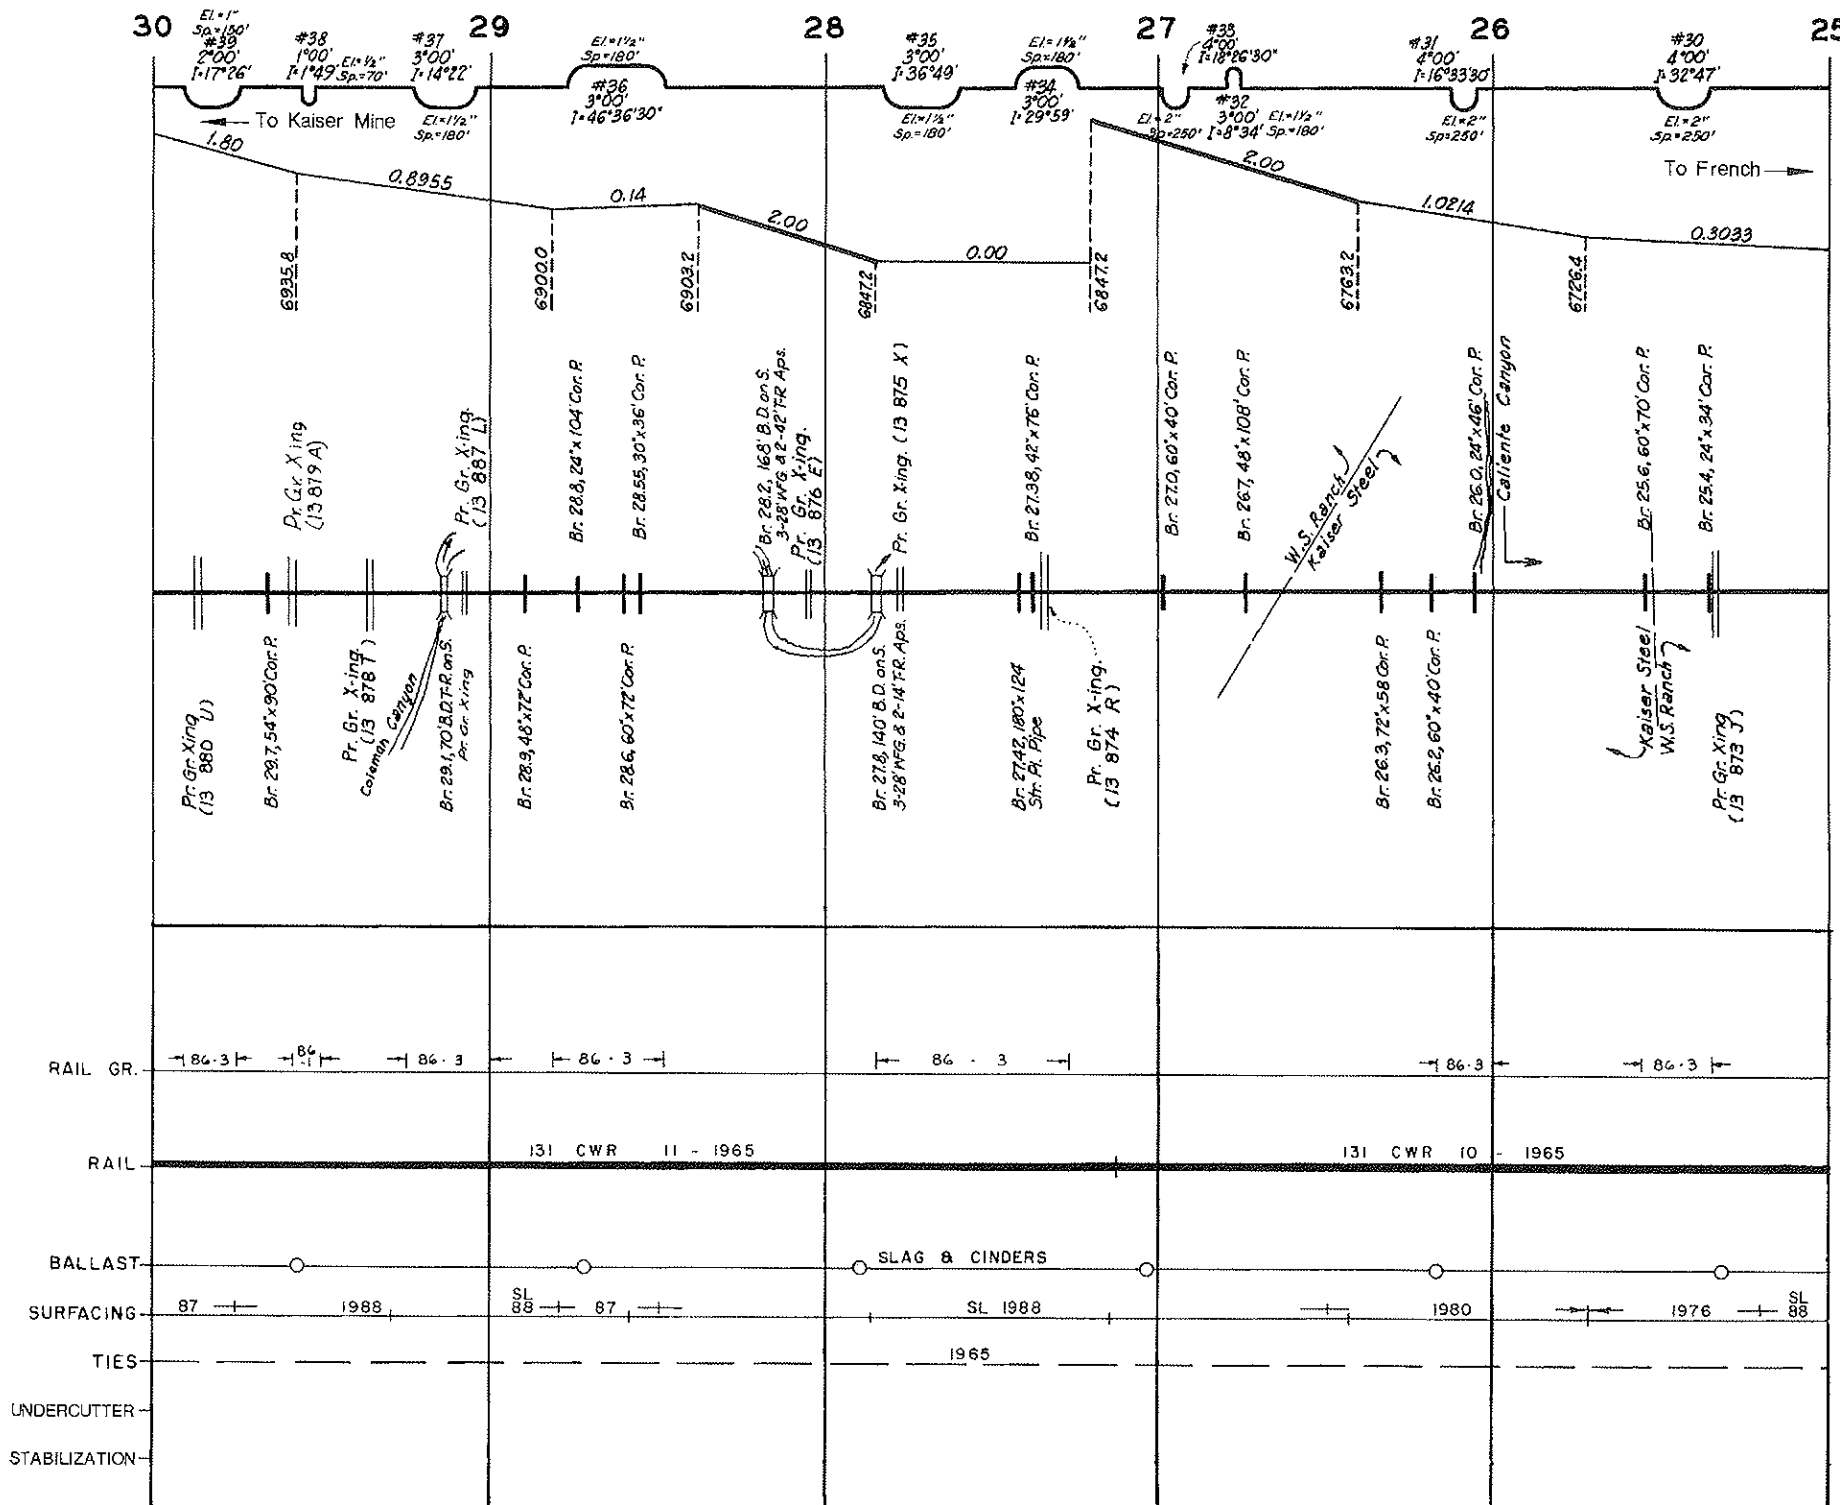 30
29
28
27
26
25
El.=1"
Sp.=150'
#39
2°00'
I=17°26'
#38
1°00'
I=1°49'
El.=½"
Sp.=70'
#37
3°00'
I=14°22'
El.=1½"
Sp.=180'
El.=1½"
Sp.=180'
#36
3°00'
I=46°36'30"
#35
3°00'
I=36°49'
El.=1½"
Sp.=180'
El.=1½"
Sp.=180'
#34
3°00'
I=29°59'
#33
4°00'
I=18°26'30"
El.=2"
Sp.=250'
#32
3°00'
I=8°34'
El.=1½"
Sp.=180'
#31
4°00'
I=16°33'30"
El.=2"
Sp.=250'
#30
4°00'
I=32°47'
El.=2"
Sp.=250'
To Kaiser Mine
To French
1.80
0.8955
0.14
2.00
0.00
2.00
1.0214
0.3033
6935.8
6900.0
6903.2
6847.2
6847.2
6763.2
6726.4
Pr. Gr. Xing
(13 879 A)
Pr. Gr. X-ing.
(13 887 L)
Br. 28.8, 24"x104' Cor. P.
Br. 28.55, 30"x36' Cor. P.
Br. 28.2, 168' B.D. on S.
3-28' WFG. & 2-42' T-R Aps.
Pr. Gr. X-ing.
(13 876 E)
Pr. Gr. X-ing. (13 875 X)
Br. 27.38, 42"x76' Cor. P.
Br. 27.0, 60"x40' Cor. P.
Br. 26.7, 48"x108' Cor. P.
W.S. Ranch
Kaiser Steel
Br. 26.0, 24"x46' Cor. P.
Caliente Canyon
Br. 25.6, 60"x70' Cor. P.
Br. 25.4, 24"x34' Cor. P.
Pr. Gr. Xing
(13 880 U)
Br. 29.7, 54"x90' Cor. P.
Pr. Gr. X-ing.
(13 878 T)
Coleman Canyon
Br. 29.1, 70' B.D.T-R. on S.
Pr. Gr. Xing
Br. 28.9, 48"x72' Cor. P.
Br. 28.6, 60"x72' Cor. P.
Br. 27.8, 140' B.D. on S.
3-28' WFG. & 2-14' T-R. Aps.
Br. 27.42, 180"x124
Str. Pl. Pipe
Pr. Gr. X-ing.
(13 874 R)
Br. 26.3, 72"x58 Cor. P.
Br. 26.2, 60"x40' Cor. P.
Kaiser Steel
W.S. Ranch
Pr. Gr. Xing
(13 873 J)
RAIL GR.
86-3
86
-1
86-3
86-3
86-3
86-3
86-3
RAIL
131 CWR 11 - 1965
131 CWR 10 - 1965
BALLAST
SLAG & CINDERS
SURFACING
87
1988
SL
88
87
SL 1988
1980
1976
SL
88
TIES
1965
UNDERCUTTER
STABILIZATION